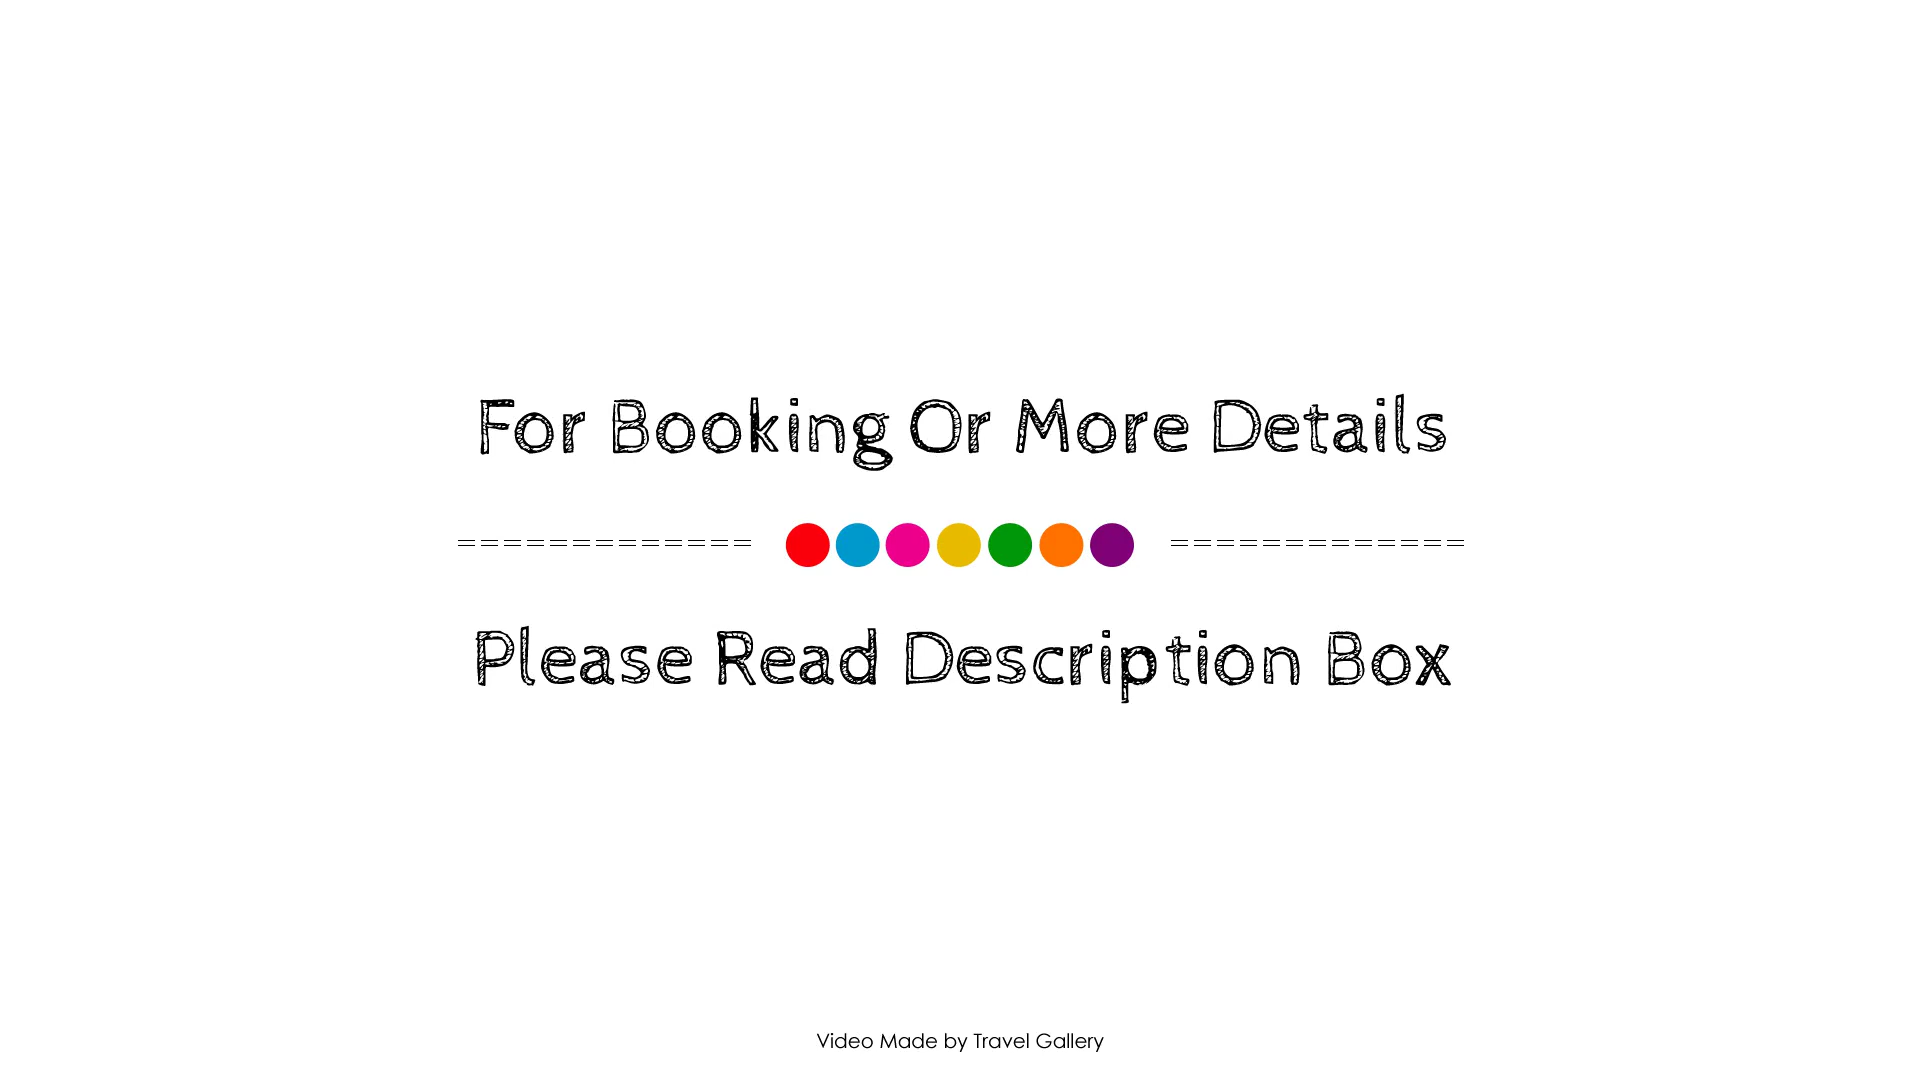 For Booking Or More Details
============= =============
Please Read Description Box
Video Made by Travel Gallery